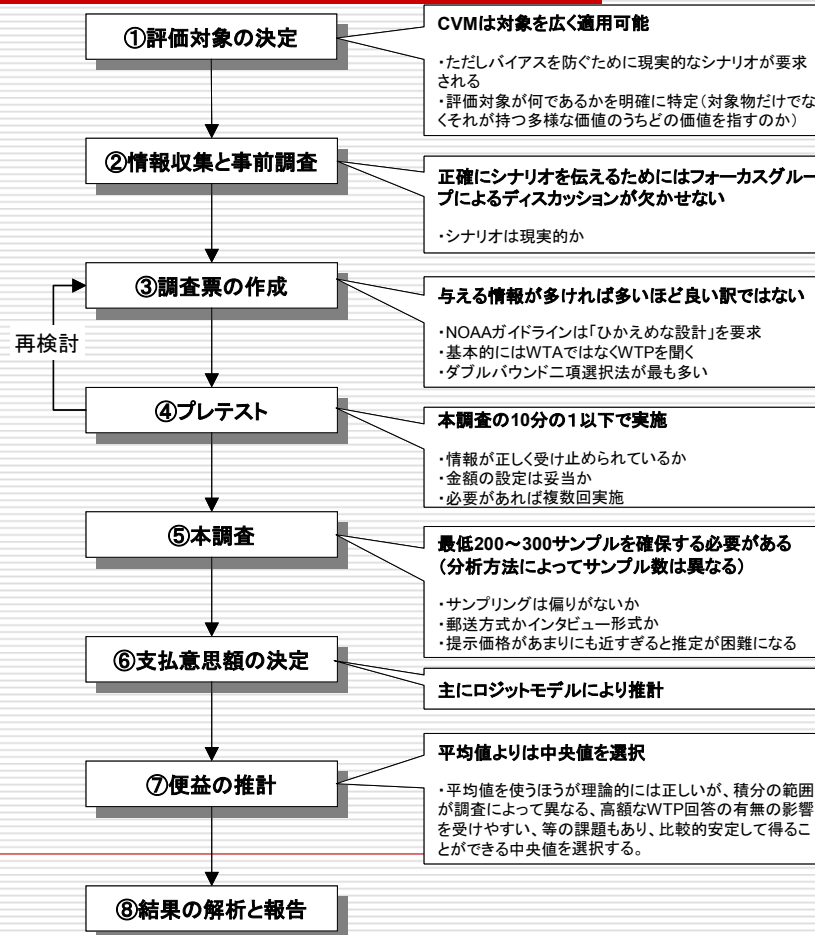 ①評価対象の決定
CVMは対象を広く適用可能
・ただしバイアスを防ぐために現実的なシナリオが要求
される
・評価対象が何であるかを明確に特定(対象物だけでな
くそれが持つ多様な価値のうちどの価値を指すのか)
②情報収集と事前調査
正確にシナリオを伝えるためにはフォーカスグルー
プによるディスカッションが欠かせない
・シナリオは現実的か
③調査票の作成
与える情報が多ければ多いほど良い訳ではない
・NOAAガイドラインは「ひかえめな設計」を要求
・基本的にはWTAではなくWTPを聞く
・ダブルバウンド二項選択法が最も多い
再検討
④プレテスト
本調査の10分の1以下で実施
・情報が正しく受け止められているか
・金額の設定は妥当か
・必要があれば複数回実施
⑤本調査
最低200～300サンプルを確保する必要がある
(分析方法によってサンプル数は異なる)
・サンプリングは偏りがないか
・郵送方式かインタビュー形式か
・提示価格があまりにも近すぎると推定が困難になる
⑥支払意思額の決定
主にロジットモデルにより推計
⑦便益の推計
平均値よりは中央値を選択
・平均値を使うほうが理論的には正しいが、積分の範囲
が調査によって異なる、高額なWTP回答の有無の影響
を受けやすい、等の課題もあり、比較的安定して得るこ
とができる中央値を選択する。
⑧結果の解析と報告